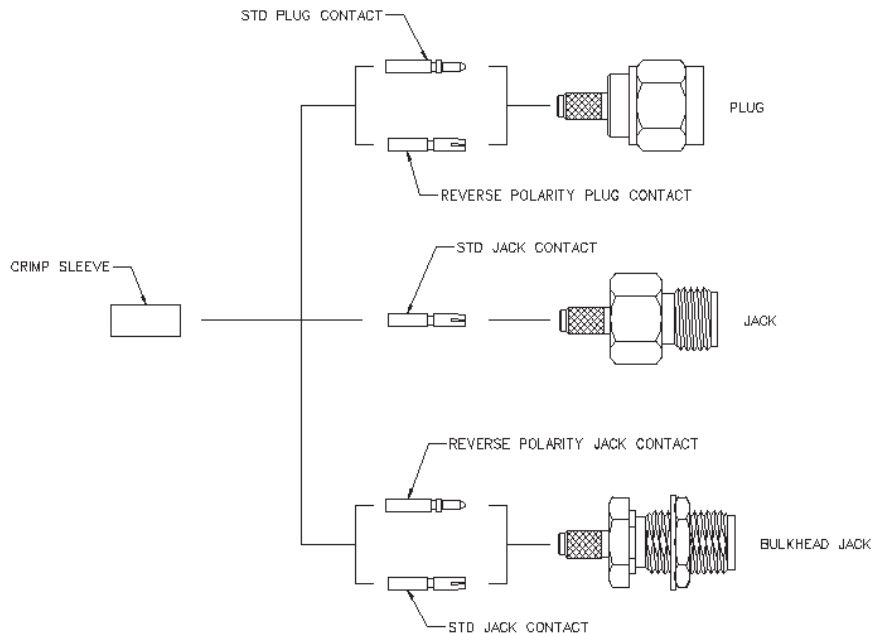 STD PLUG CONTACT
PLUG
REVERSE POLARITY PLUG CONTACT
STD JACK CONTACT
CRIMP SLEEVE
JACK
REVERSE POLARITY JACK CONTACT
BULKHEAD JACK
STD JACK CONTACT